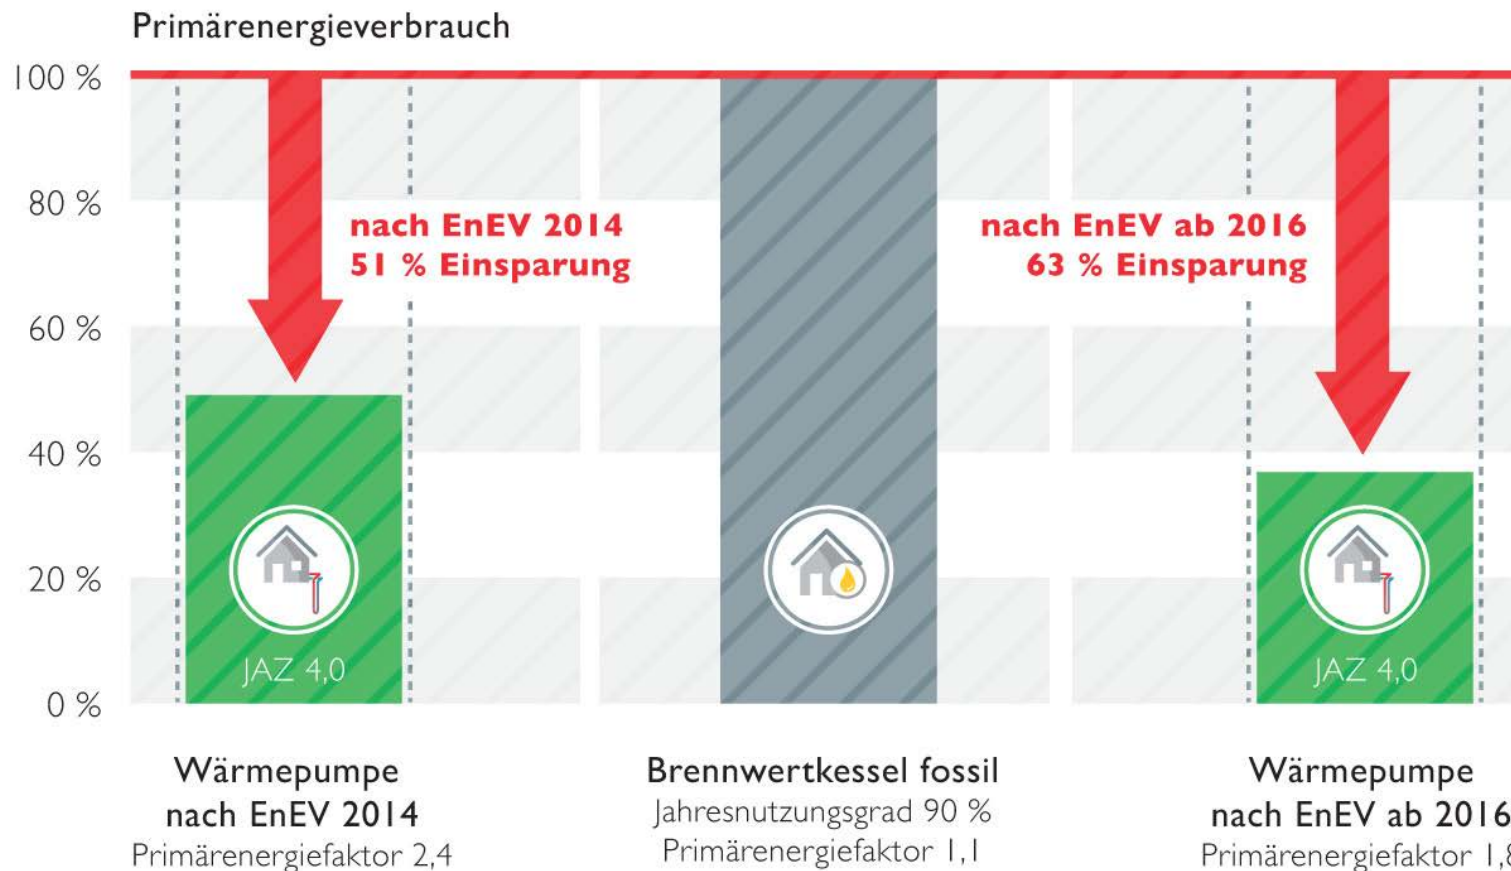 Primärenergieverbrauch
100 %
80 %
60 %
40 %
20 %
0 %
nach EnEV 2014
51 % Einsparung
nach EnEV ab 2016
63 % Einsparung
JAZ 4,0
JAZ 4,0
Wärmepumpe
nach EnEV 2014
Primärenergiefaktor 2,4
Brennwertkessel fossil
Jahresnutzungsgrad 90 %
Primärenergiefaktor 1,1
Wärmepumpe
nach EnEV ab 2016
Primärenergiefaktor 1,8